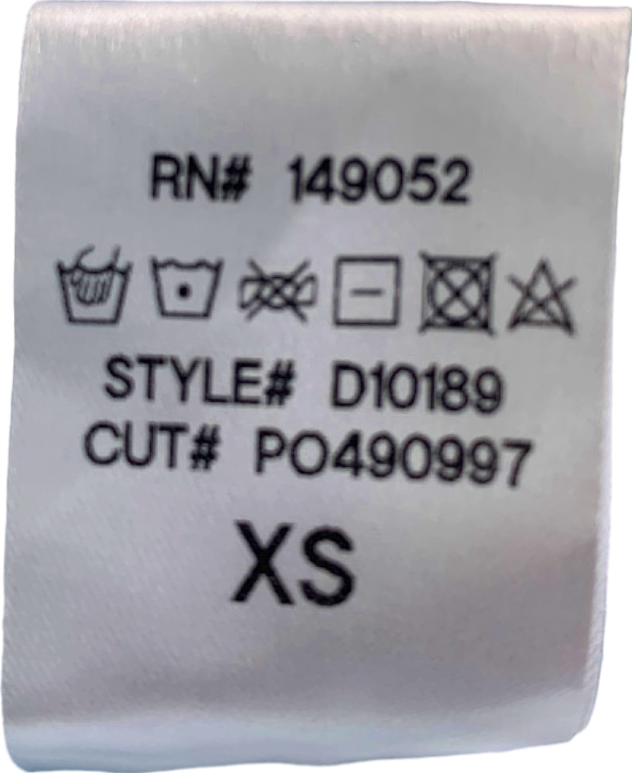 RN# 149052
STYLE# D10189
CUT# PO490997
XS